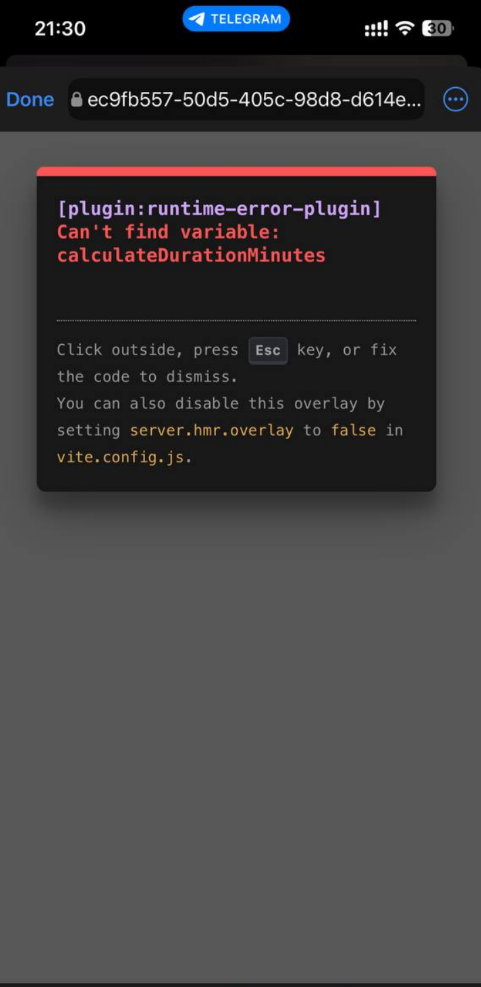 21:30
TELEGRAM
30
Done
ec9fb557-50d5-405c-98d8-d614e...
[plugin:runtime-error-plugin]
Can't find variable:
calculateDurationMinutes
Click outside, press Esc key, or fix
the code to dismiss.
You can also disable this overlay by
setting server.hmr.overlay to false in
vite.config.js.